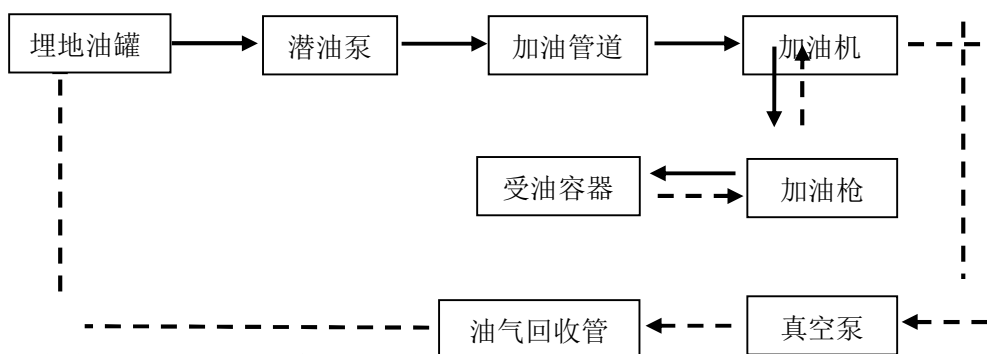 埋地油罐
潜油泵
加油管道
加油机
受油容器
加油枪
油气回收管
真空泵